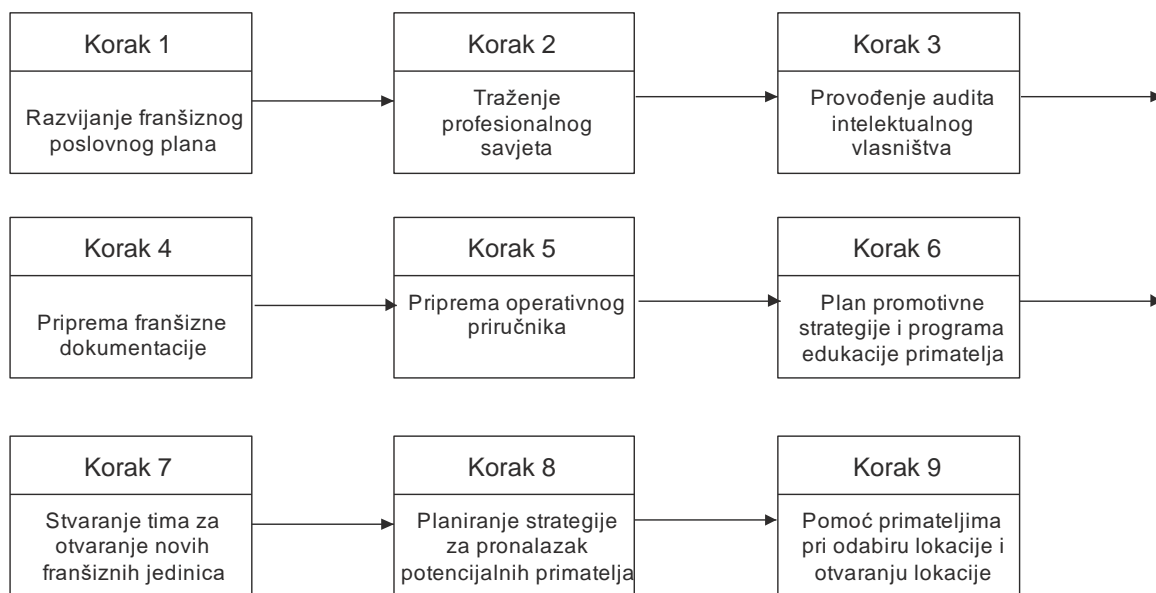 Korak 1
Razvijanje franšiznog
poslovnog plana
Korak 2
Traženje
profesionalnog
savjeta
Korak 3
Provođenje audita
intelektualnog
vlasništva
Korak 4
Priprema franšizne
dokumentacije
Korak 5
Priprema operativnog
priručnika
Korak 6
Plan promotivne
strategije i programa
edukacije primatelja
Korak 7
Stvaranje tima za
otvaranje novih
franšiznih jedinica
Korak 8
Planiranje strategije
za pronalazak
potencijalnih primatelja
Korak 9
Pomoć primateljima
pri odabiru lokacije i
otvaranju lokacije